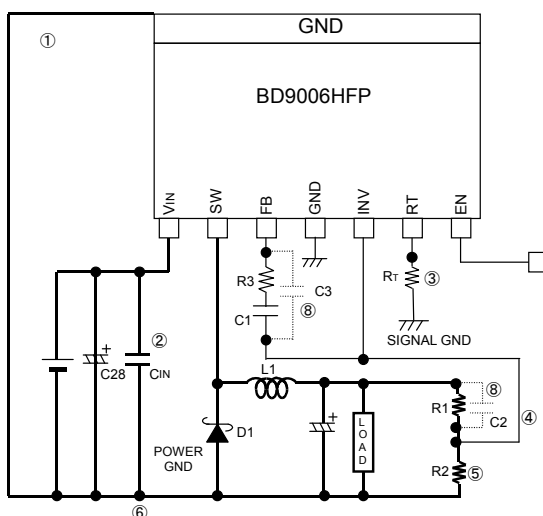 GND
①
BD9006HFP
VIN
SW
FB
GND
INV
RT
EN
R3
C3
RT
③
C1
⑧
②
SIGNAL GND
C28
CIN
L1
⑧
R1
C2
④
D1
LOAD
POWER
GND
R2
⑤
⑥